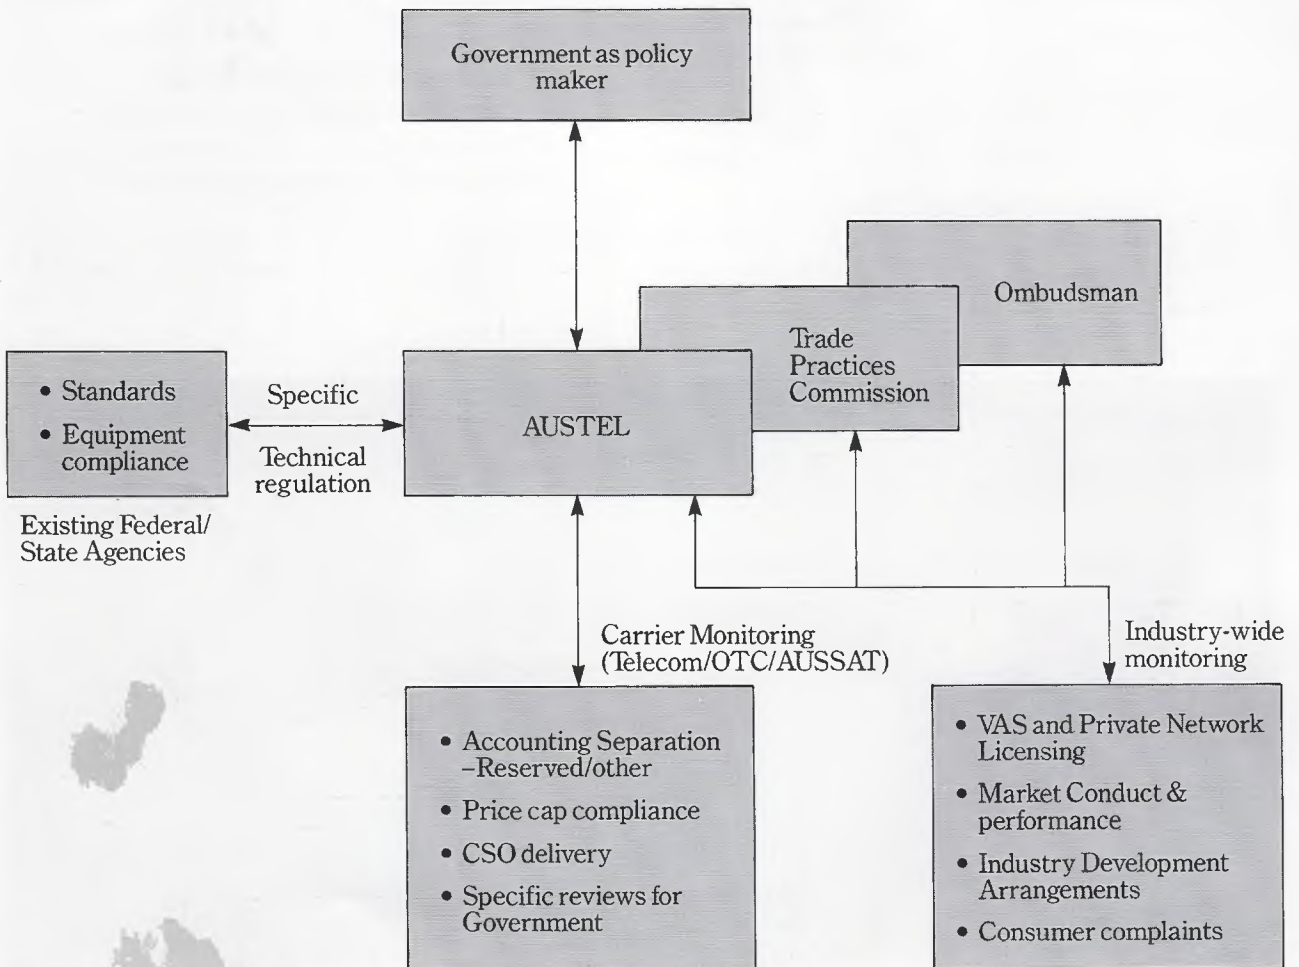 Government as policy
maker
Ombudsman
Trade
Practices
Commission
• Standards
• Equipment
compliance
Specific
Technical
regulation
AUSTEL
Existing Federal/
State Agencies
Carrier Monitoring
(Telecom/OTC/AUSSAT)
Industry-wide
monitoring
• Accounting Separation
–Reserved/other
• Price cap compliance
• CSO delivery
• Specific reviews for
Government
• VAS and Private Network
Licensing
• Market Conduct &
performance
• Industry Development
Arrangements
• Consumer complaints